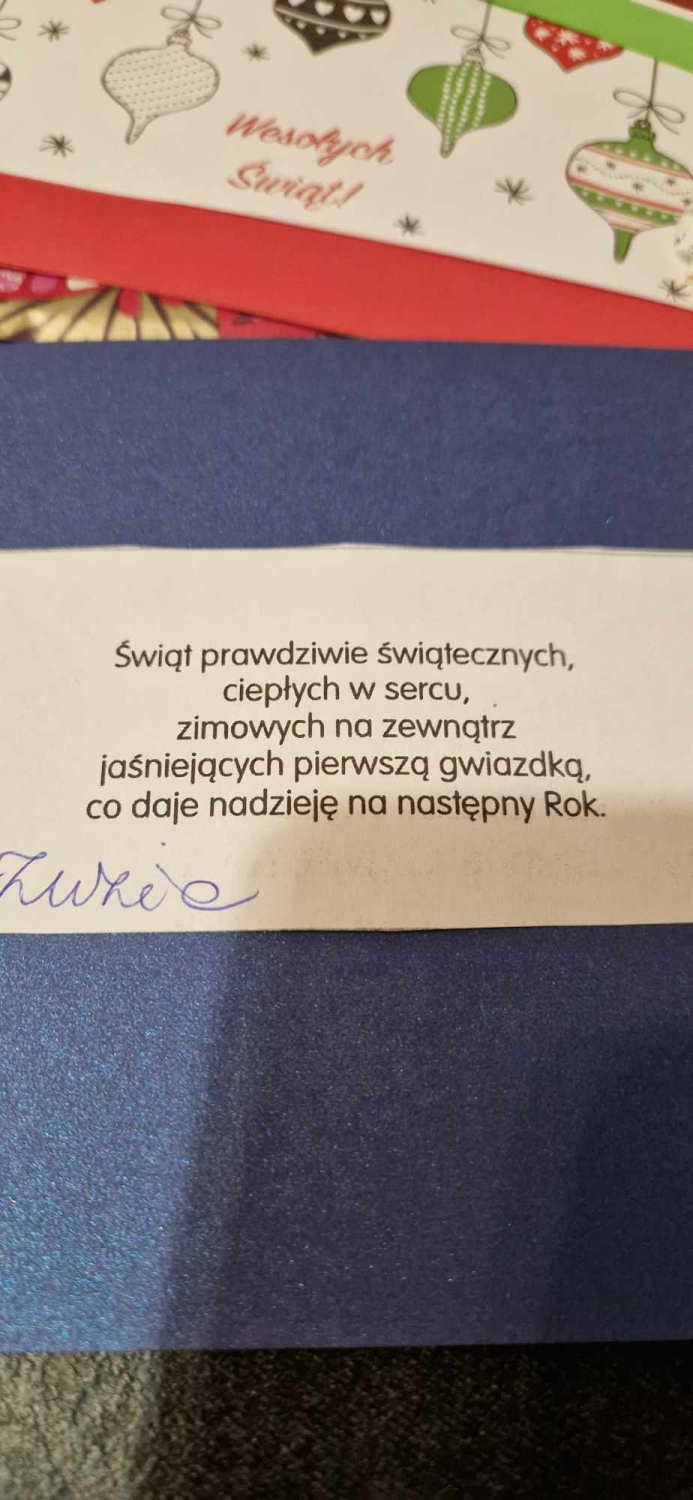 Wesołych
Świąt!
Świąt prawdziwie świątecznych,
ciepłych w sercu,
zimowych na zewnątrz
jaśniejących pierwszą gwiazdką,
co daje nadzieję na następny Rok.